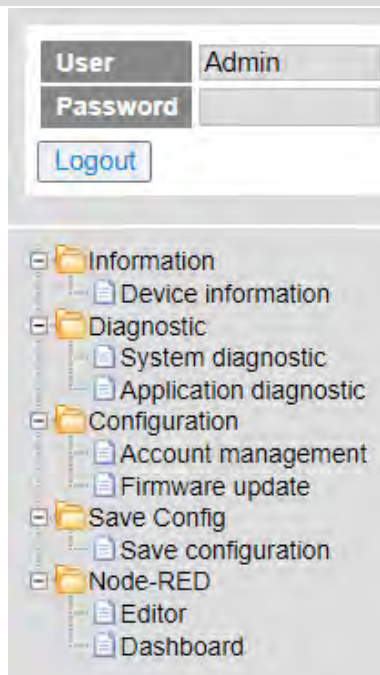 User Admin
Password
Logout
Information
Device information
Diagnostic
System diagnostic
Application diagnostic
Configuration
Account management
Firmware update
Save Config
Save configuration
Node-RED
Editor
Dashboard